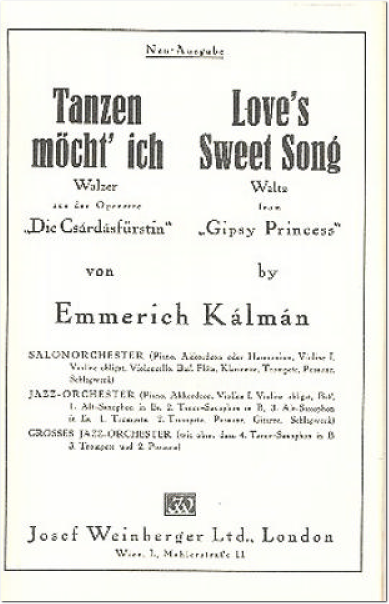 Neu-Ausgabe
Tanzen
möcht' ich
Walzer
aus der Operette
„Die Csárdásfürstin"
von
Love's
Sweet Song
Waltz
from
„Gipsy Princess"
by
Emmerich Kálmán
SALONORCHESTER (Piano, Akkordeon oder Harmonium, Violine I,
Violine obligat, Violoncello, Baß, Flöte, Klarinette, Trompete, Posaune,
Schlagwerk)
JAZZ-ORCHESTER (Piano, Akkordeon, Violine I, Violine obligat, Baß,
1. Alt-Saxophon in Es, 2. Tenor-Saxophon in B, 3. Alt-Saxophon
in Es, 1. Trompete, 2. Trompete, Posaune, Gitarre, Schlagwerk)
GROSSES JAZZ-ORCHESTER (wie oben, dazu 4. Tenor-Saxophon in B
3. Trompete und 2. Posaune)
JW
Josef Weinberger Ltd., London
Wien, I., Mahlerstraße 11